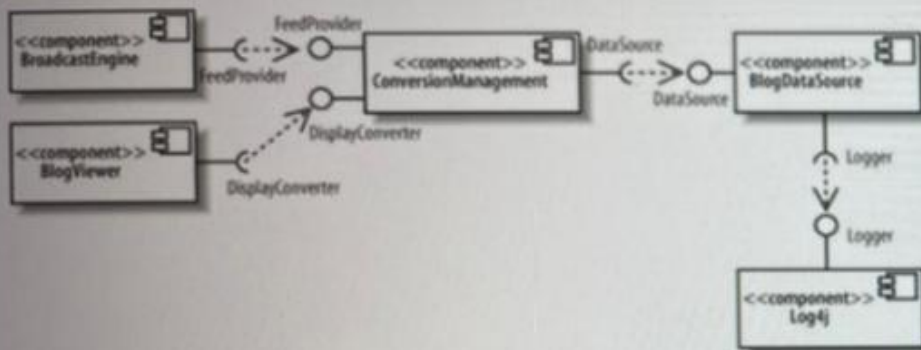 <<component>>
BroadcastEngine
FeedProvider
FeedProvider
<<component>>
ConversionManagement
DataSource
DataSource
<<component>>
BlogDataSource
<<component>>
BlogViewer
DisplayConverter
DisplayConverter
Logger
Logger
<<component>>
Log4j